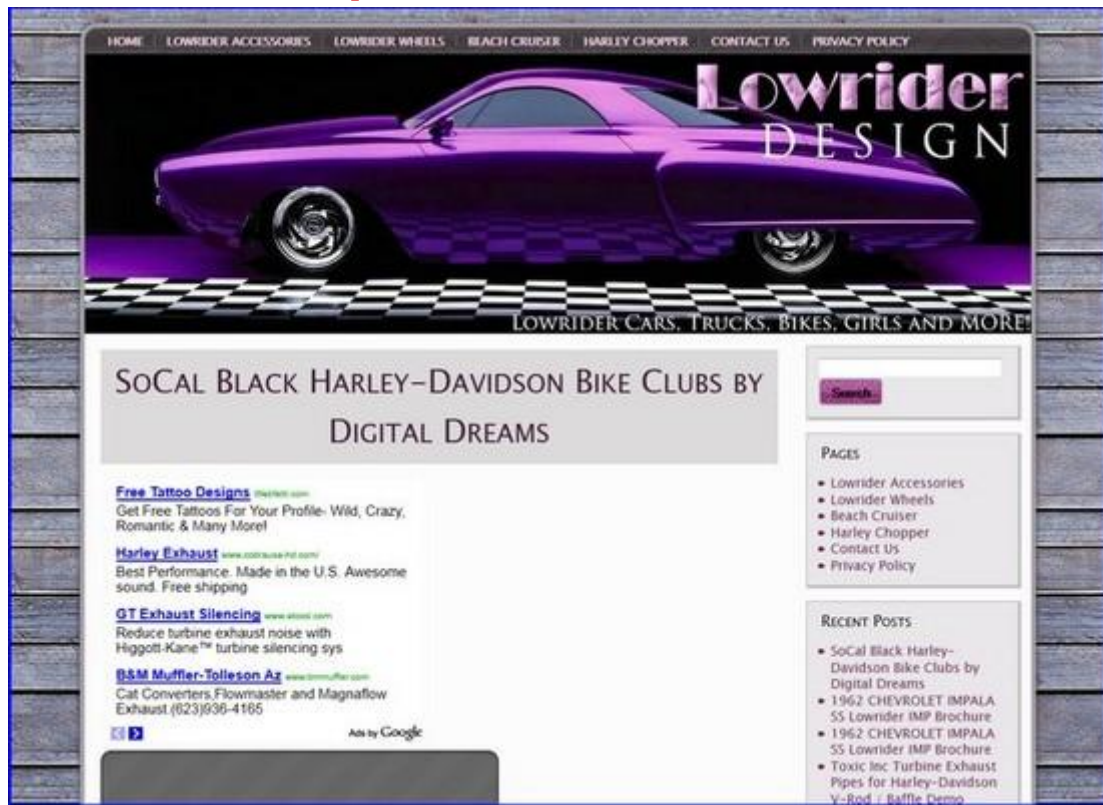 HOME
LOWRIDER ACCESSORIES
LOWRIDER WHEELS
BEACH CRUISER
HARLEY CHOPPER
CONTACT US
PRIVACY POLICY
Lowrider
DESIGN
LOWRIDER CARS, TRUCKS, BIKES, GIRLS AND MORE!
SOCAL BLACK HARLEY-DAVIDSON BIKE CLUBS BY
DIGITAL DREAMS
Free Tattoo Designs
Get Free Tattoos For Your Profile- Wild, Crazy,
Romantic & Many More!
Harley Exhaust
Best Performance. Made in the U.S. Awesome
sound. Free shipping
GT Exhaust Silencing
Reduce turbine exhaust noise with
Higgott-Kane™ turbine silencing sys
B&M Muffler-Tolleson Az
Cat Converters,Flowmaster and Magnaflow
Exhaust.(623)936-4165
Ads by Google
Search
PAGES
• Lowrider Accessories
• Lowrider Wheels
• Beach Cruiser
• Harley Chopper
• Contact Us
• Privacy Policy
RECENT POSTS
• SoCal Black Harley-
Davidson Bike Clubs by
Digital Dreams
• 1962 CHEVROLET IMPALA
SS Lowrider IMP Brochure
• 1962 CHEVROLET IMPALA
SS Lowrider IMP Brochure
• Toxic Inc Turbine Exhaust
Pipes for Harley-Davidson
V-Rod / Baffle Demo